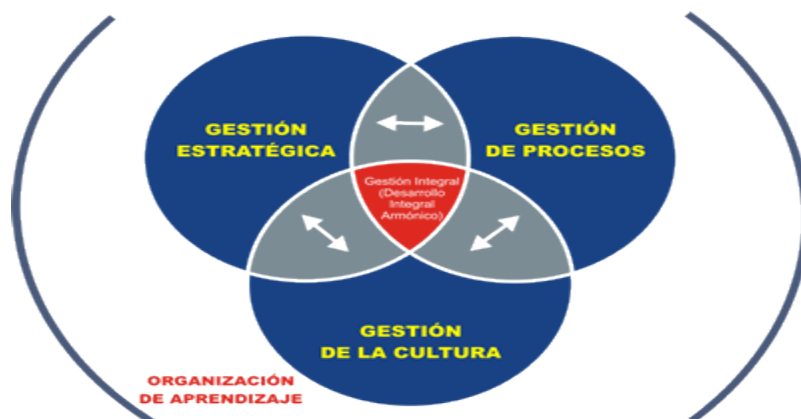 GESTIÓN
ESTRATÉGICA
GESTIÓN
DE PROCESOS
Gestión Integral
(Desarrollo
Integral
Armónico)
GESTIÓN
DE LA CULTURA
ORGANIZACIÓN
DE APRENDIZAJE